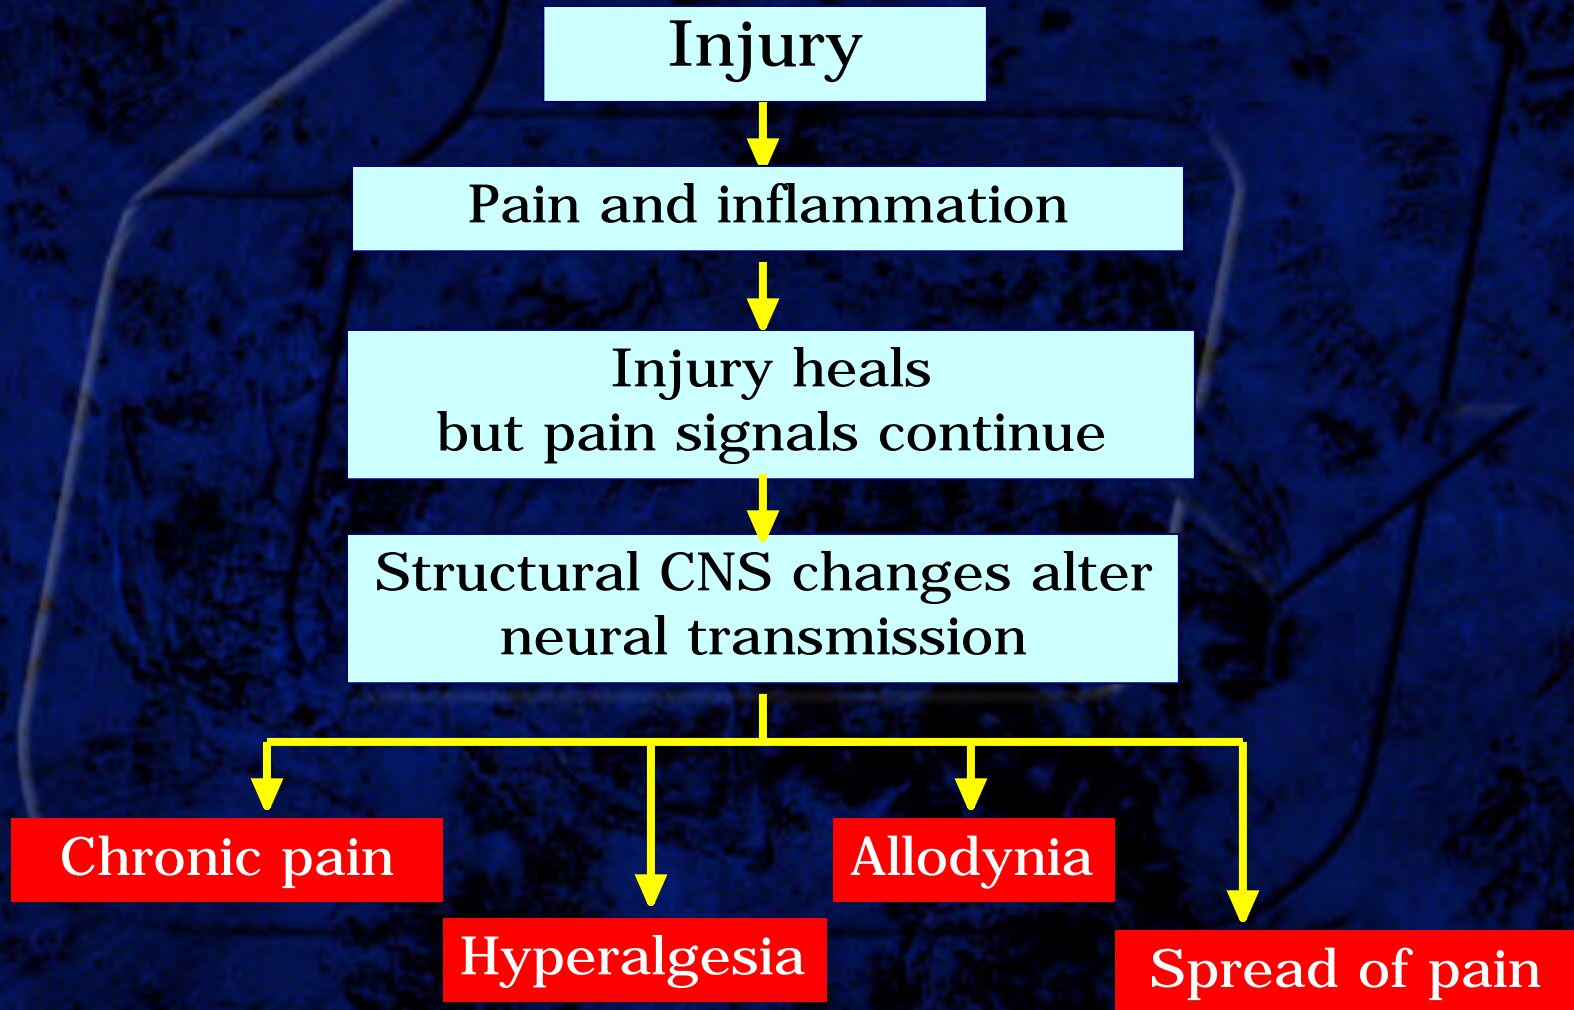 Injury
Pain and inflammation
Injury heals
but pain signals continue
Structural CNS changes alter
neural transmission
Chronic pain
Hyperalgesia
Allodynia
Spread of pain